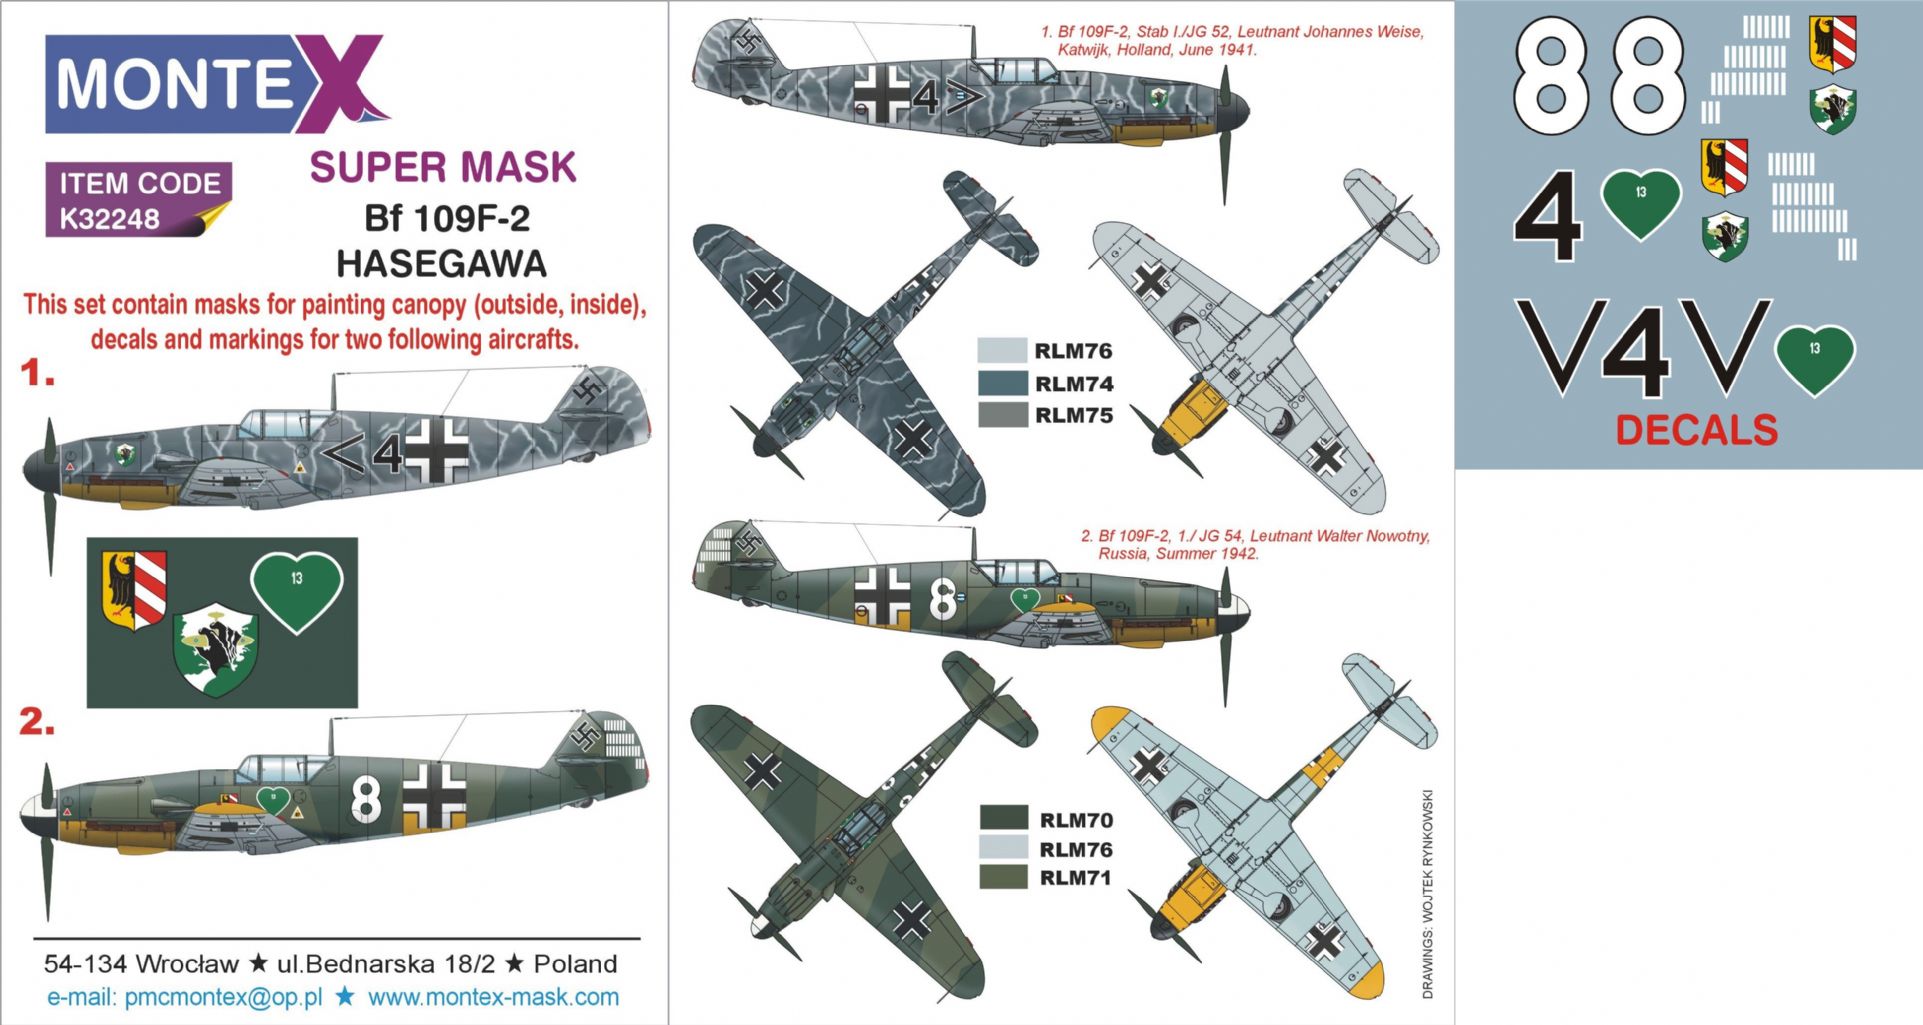 MONTEX
ITEM CODE
K32248
SUPER MASK
Bf 109F-2
HASEGAWA
This set contain masks for painting canopy (outside, inside),
decals and markings for two following aircrafts.
1.
<4
13
2.
13
8
54-134 Wrocław ★ ul.Bednarska 18/2 ★ Poland
e-mail: pmcmontex@op.pl ★ www.montex-mask.com
1. Bf 109F-2, Stab I./JG 52, Leutnant Johannes Weise,
Katwijk, Holland, June 1941.
4>
RLM76
RLM74
RLM75
2. Bf 109F-2, 1./ JG 54, Leutnant Walter Nowotny,
Russia, Summer 1942.
8
RLM70
RLM76
RLM71
DRAWINGS: WOJTEK RYNKOWSKI
8 8
4 13
V4V 13
DECALS